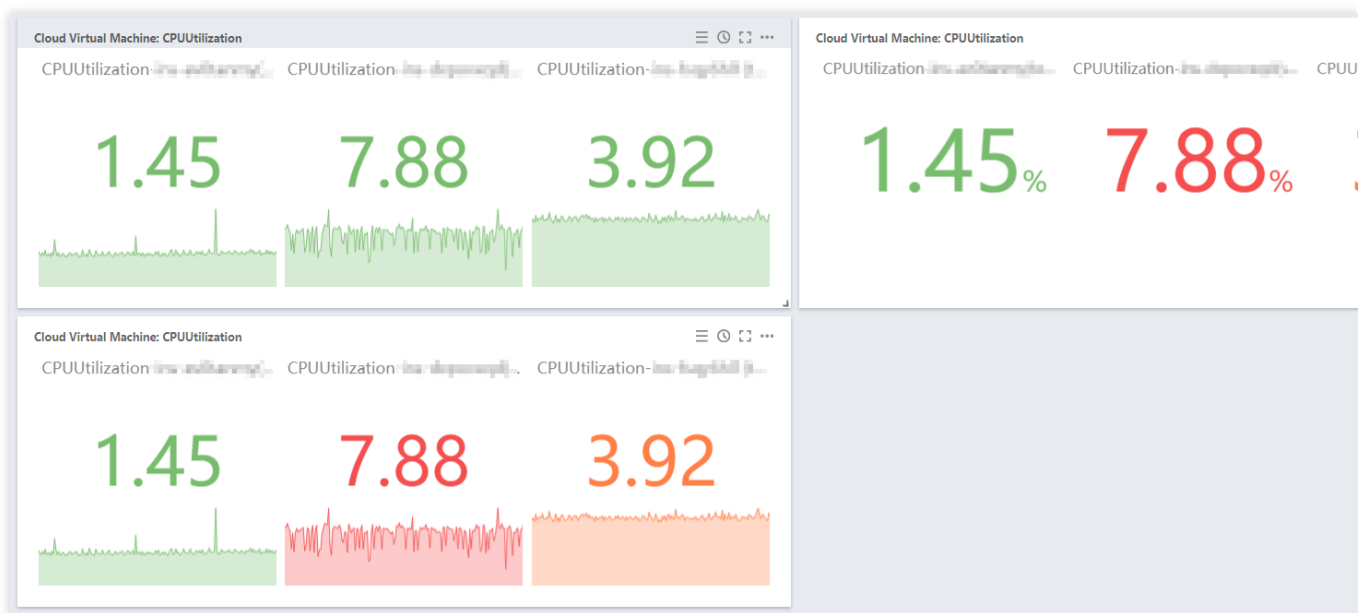 Cloud Virtual Machine: CPUUtilization
CPUUtilization- CPUUtilization- CPUUtilization-
1.45 7.88 3.92
Cloud Virtual Machine: CPUUtilization
CPUUtilization- CPUUtilization- CPUU
1.45% 7.88%
Cloud Virtual Machine: CPUUtilization
CPUUtilization- CPUUtilization- CPUUtilization-
1.45 7.88 3.92